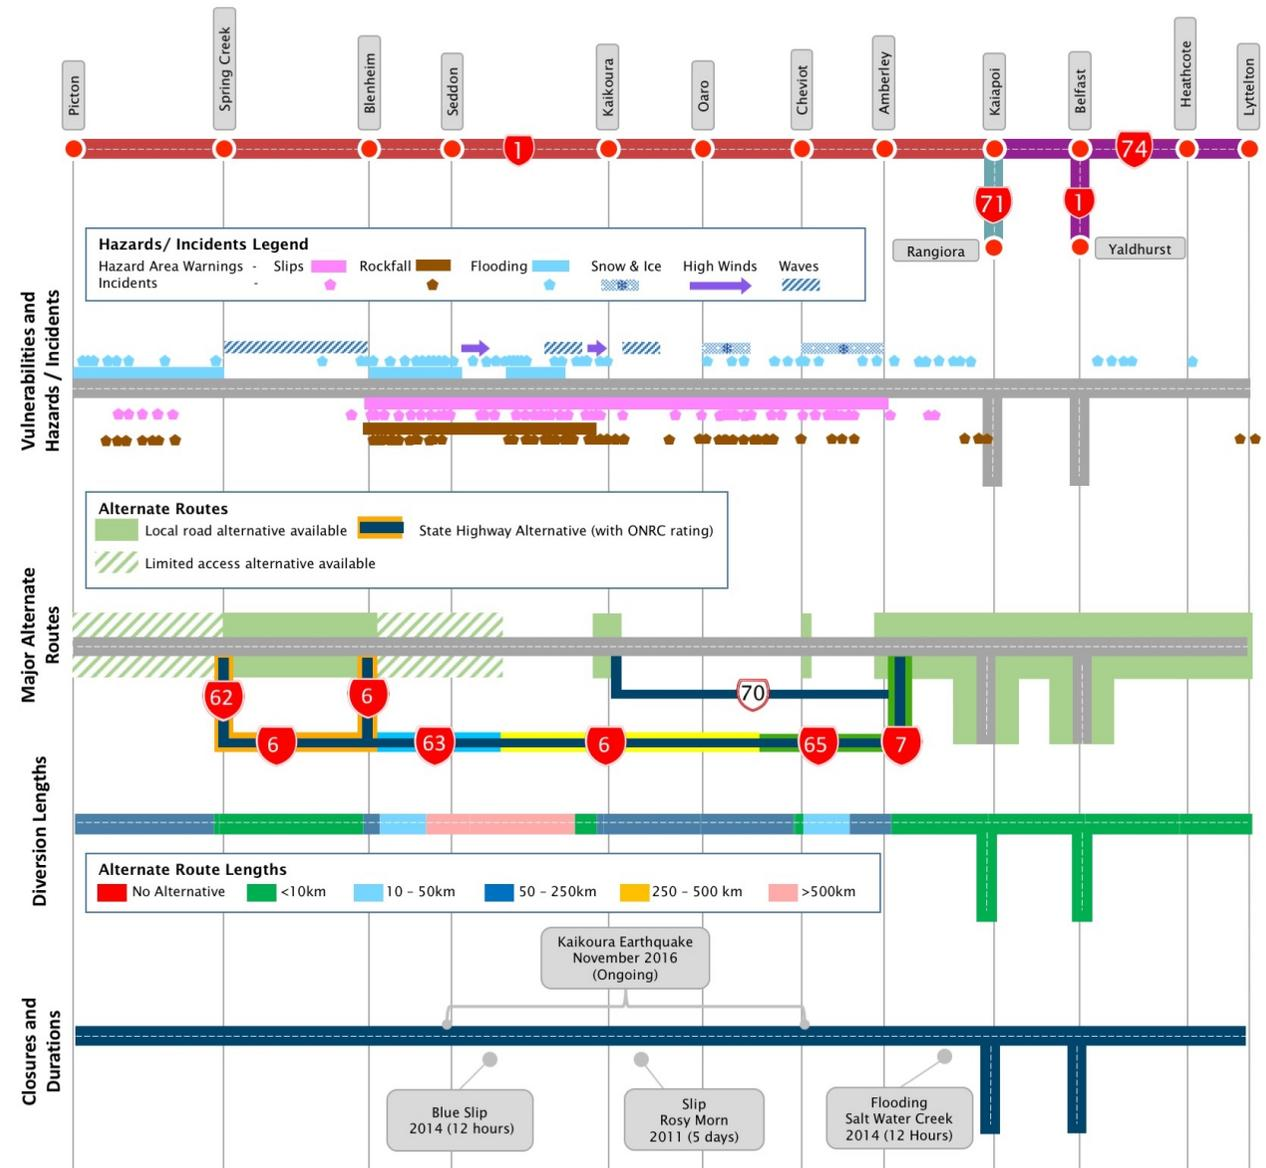 Picton
Spring Creek
Blenheim
Seddon
Kaikoura
Oaro
Cheviot
Amberley
Kaiapoi
Belfast
Heathcote
Lyttelton
1
74
71
1
Rangiora
Yaldhurst
Vulnerabilities and
Hazards / Incidents
Hazards/ Incidents Legend
Hazard Area Warnings - Slips Rockfall Flooding Snow & Ice High Winds Waves
Incidents -
Alternate Routes
Local road alternative available State Highway Alternative (with ONRC rating)
Limited access alternative available
Major Alternate
Routes
62
6
70
6
63
6
65
7
Diversion Lengths
Alternate Route Lengths
No Alternative <10km 10 – 50km 50 – 250km 250 – 500 km >500km
Closures and
Durations
Kaikoura Earthquake
November 2016
(Ongoing)
Blue Slip
2014 (12 hours)
Slip
Rosy Morn
2011 (5 days)
Flooding
Salt Water Creek
2014 (12 Hours)